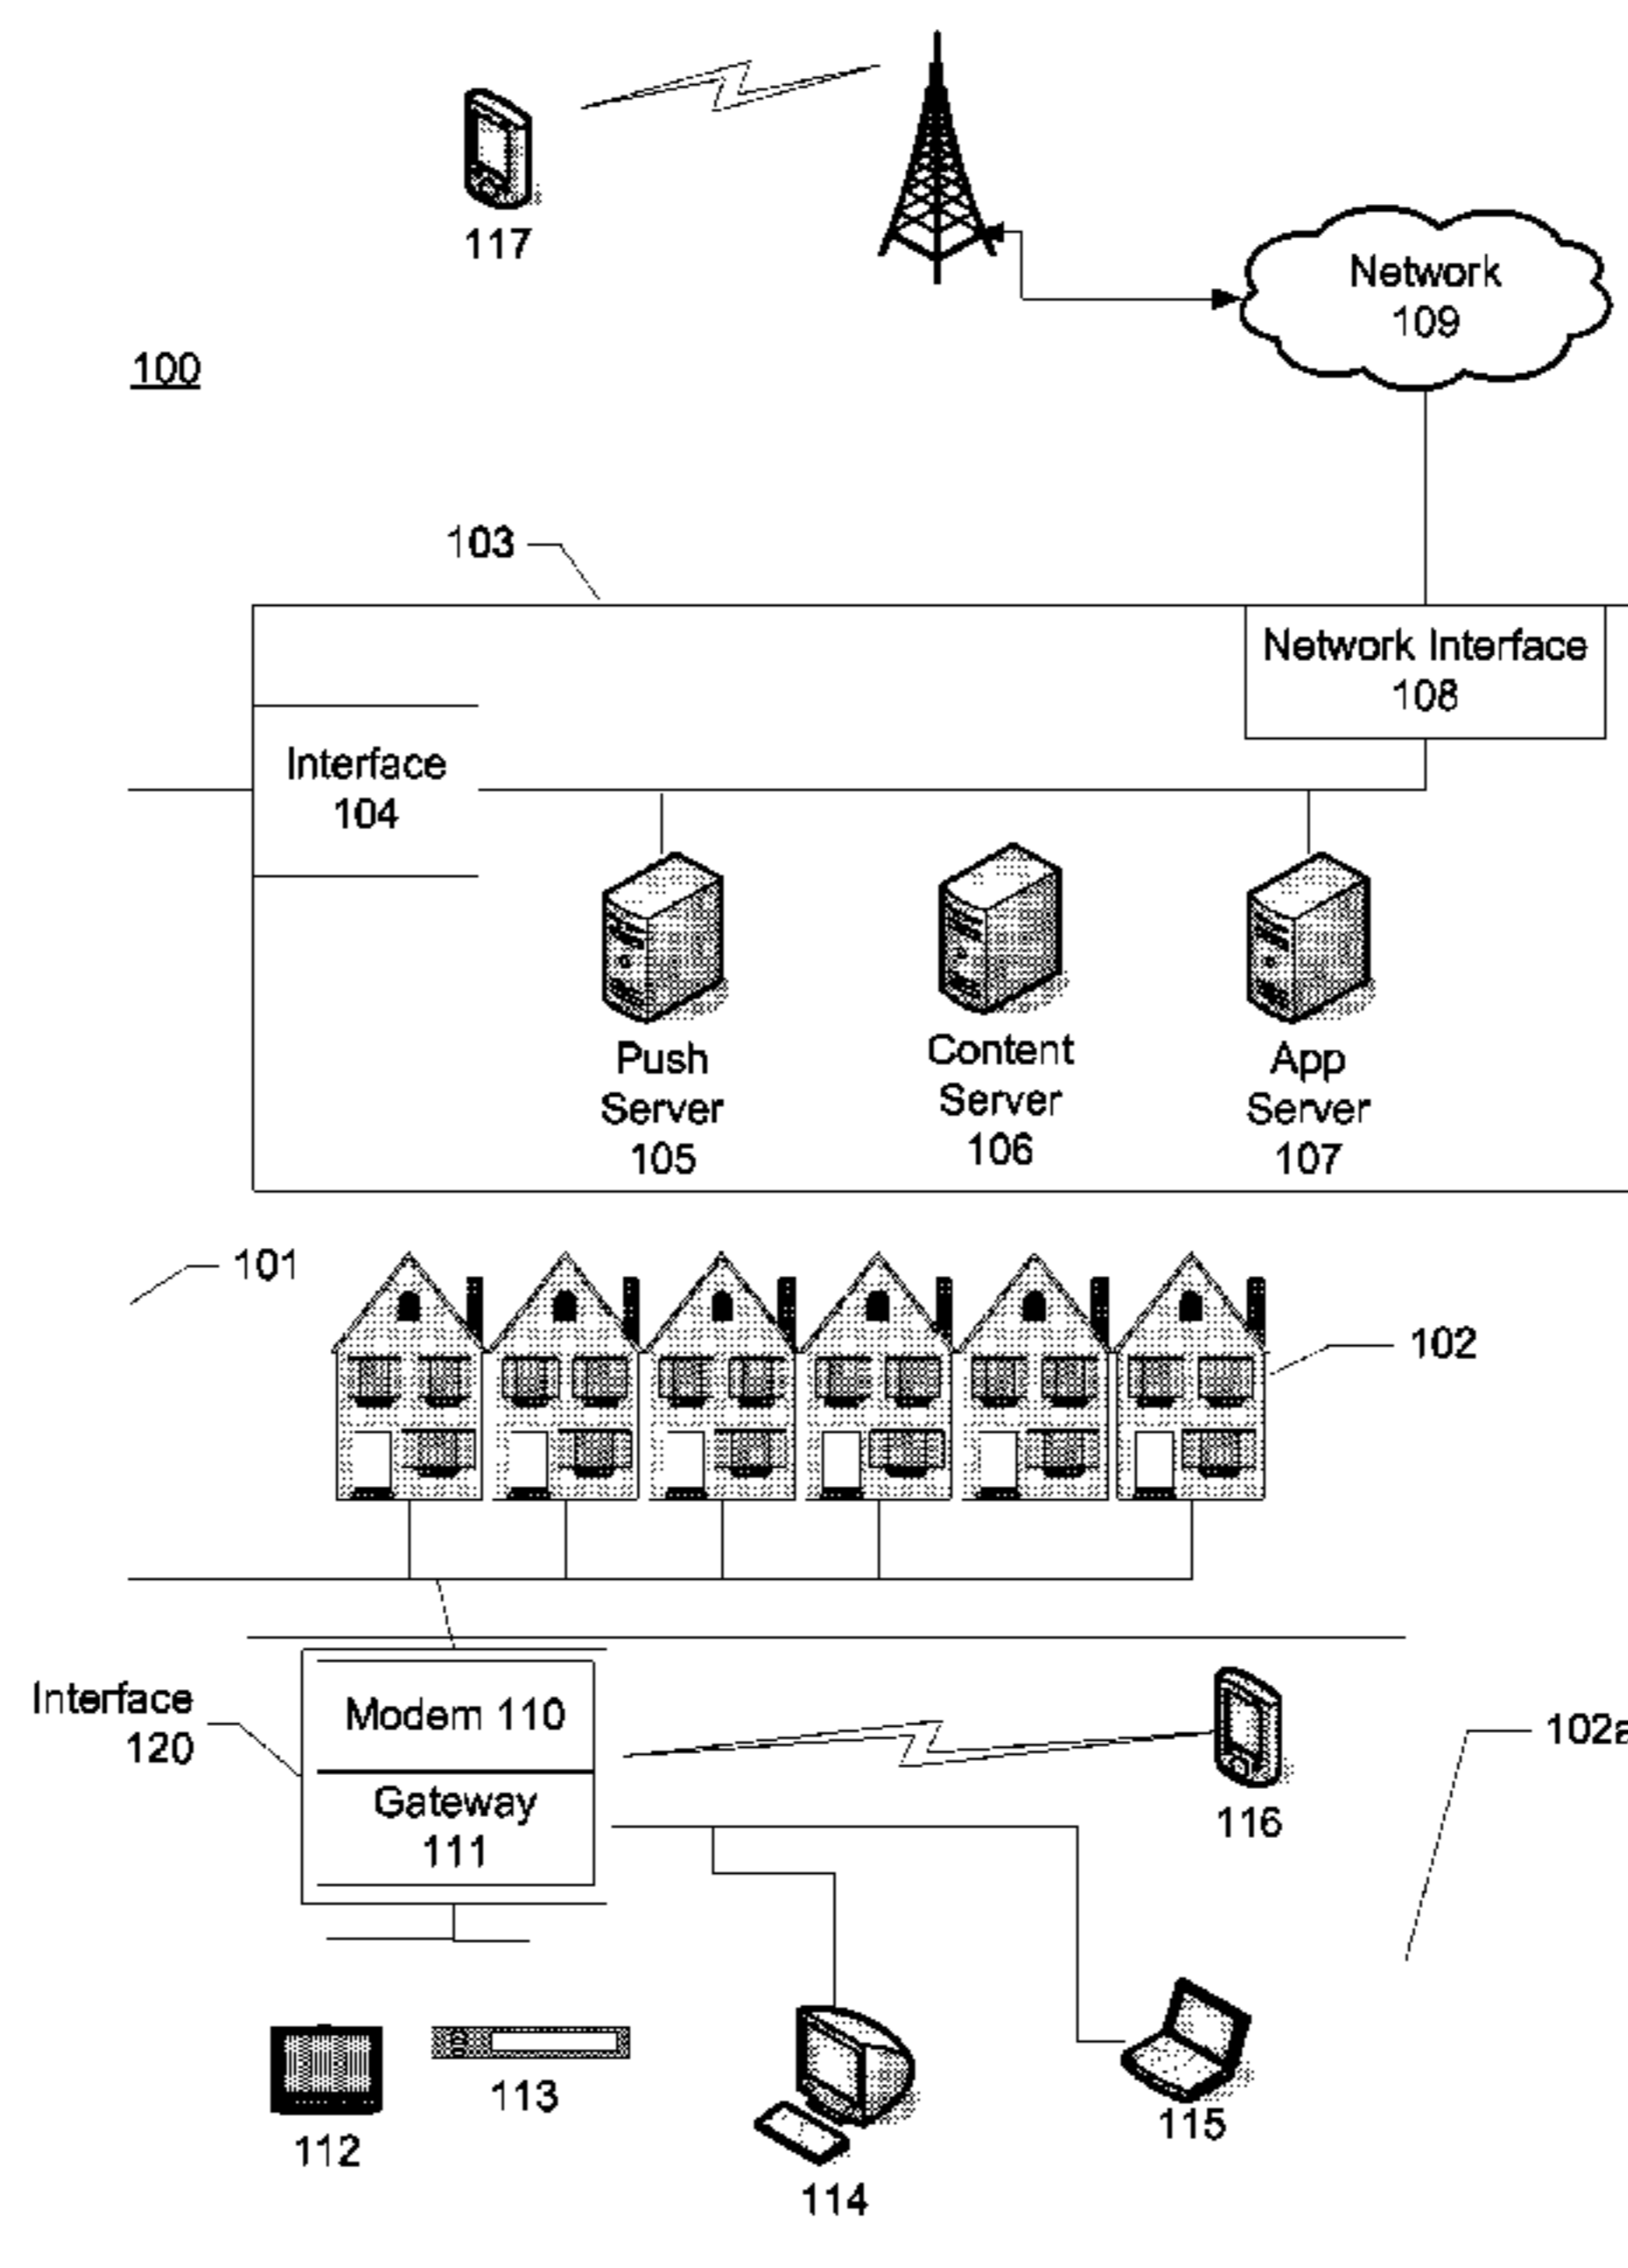 117
Network
109
100
103
Network Interface
108
Interface
104
Push
Server
105
Content
Server
106
App
Server
107
101
102
Interface
120
Modem 110
Gateway
111
102a
116
112
113
114
115